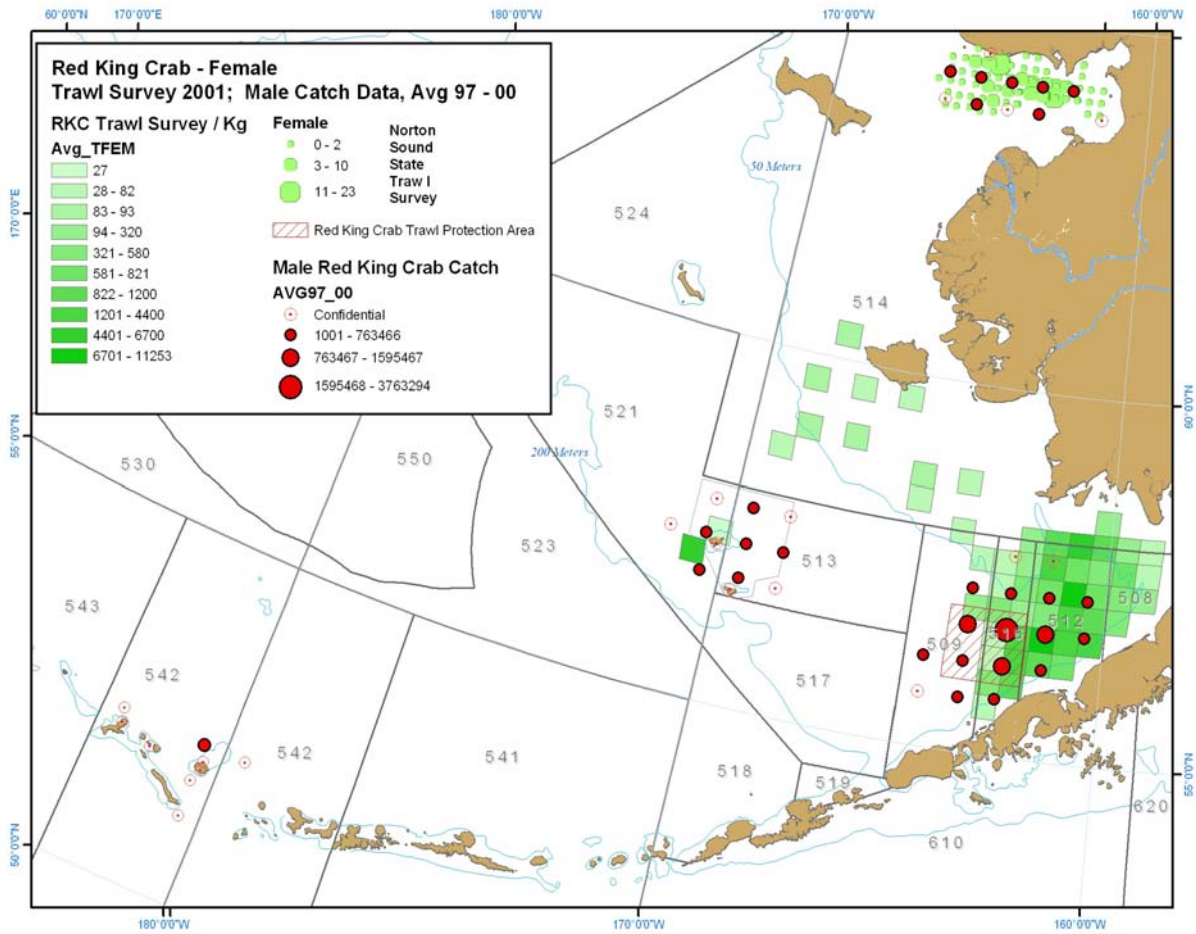 60°0'0"E 170°0'0"E 180°0'0"W 170°0'0"W 160°0'0"W
Red King Crab - Female
Trawl Survey 2001; Male Catch Data, Avg 97 - 00
RKC Trawl Survey / Kg
Avg_TFEM
27
28 - 82
83 - 93
94 - 320
321 - 580
581 - 821
822 - 1200
1201 - 4400
4401 - 6700
6701 - 11253
Female
0 - 2
3 - 10
11 - 23
Norton
Sound
State
Traw l
Survey
Red King Crab Trawl Protection Area
Male Red King Crab Catch
AVG97_00
Confidential
1001 - 763466
763467 - 1595467
1595468 - 3763294
50 Meters
170°0'0"E
524
514
521
60°0'0"N
55°0'0"N
200 Meters
530
550
523
513
543
508
512
516
509
542
517
542
541
518
519
55°0'0"N
620
610
50°0'0"N
180°0'0"W 170°0'0"W 160°0'0"W